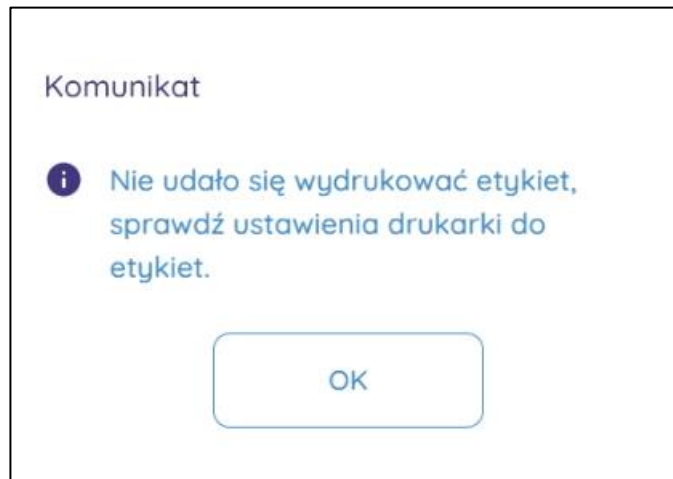 Komunikat
Nie udało się wydrukować etykiet,
sprawdź ustawienia drukarki do
etykiet.
OK